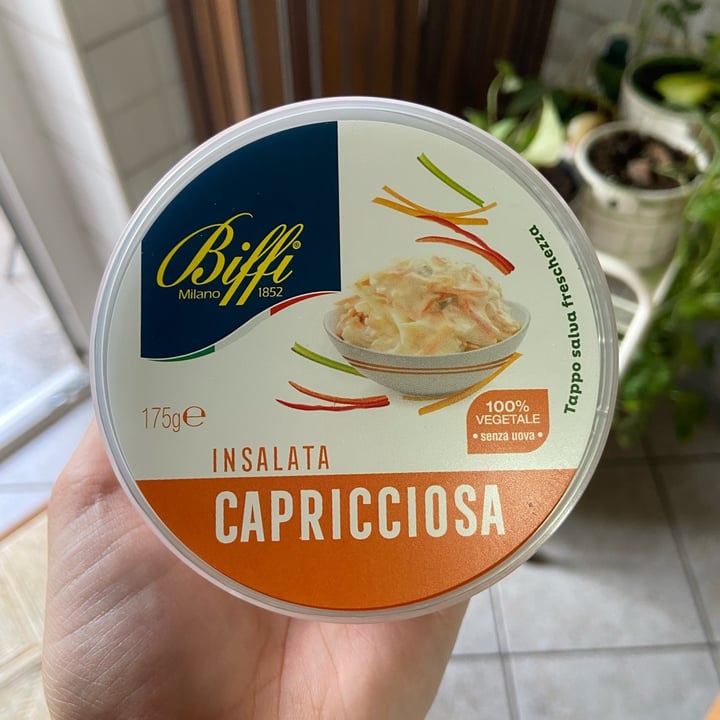 Biffi®
Milano 1852
Tappo salva freschezza
175g℮
100%
VEGETALE
• senza uova •
INSALATA
CAPRICCIOSA